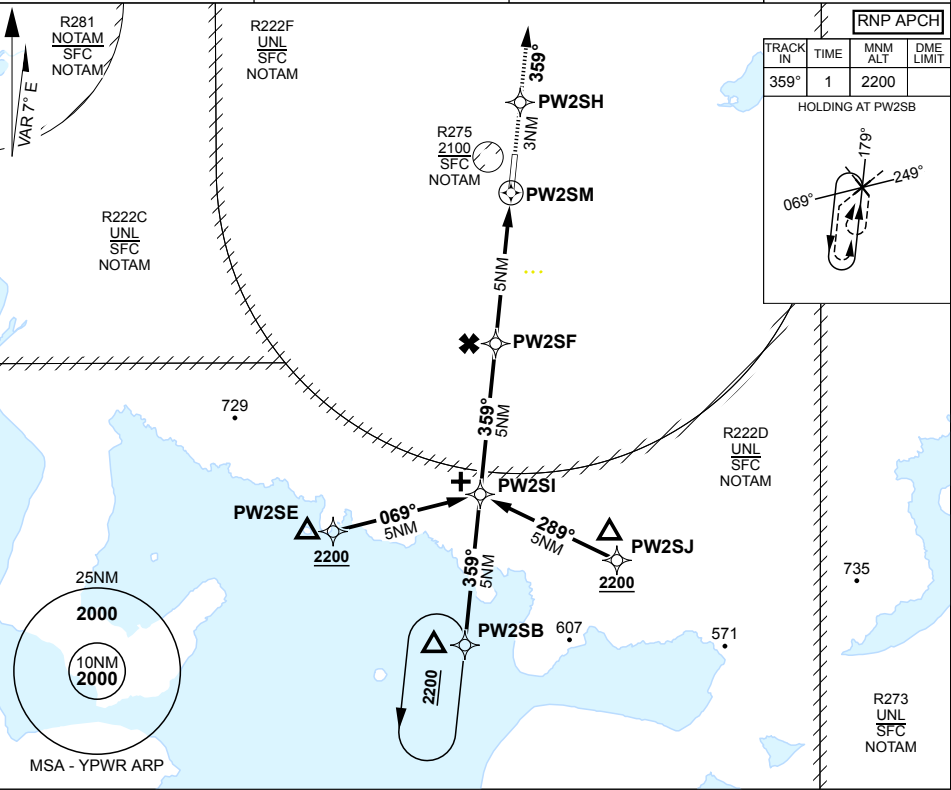 R281
NOTAM
SFC
NOTAM
R222F
UNL
SFC
NOTAM
RNP APCH
TRACK IN
TIME
MNM ALT
DME LIMIT
359°
1
2200
HOLDING AT PW2SB
179°
249°
069°
VAR 7° E
359°
PW2SH
3NM
R275
2100
SFC
NOTAM
PW2SM
R222C
UNL
SFC
NOTAM
5NM
PW2SF
359°
5NM
729
R222D
UNL
SFC
NOTAM
PW2SI
PW2SE
069°
5NM
2200
289°
5NM
PW2SJ
2200
359°
5NM
735
25NM
2000
10NM
2000
MSA - YPWR ARP
PW2SB
2200
607
571
R273
UNL
SFC
NOTAM